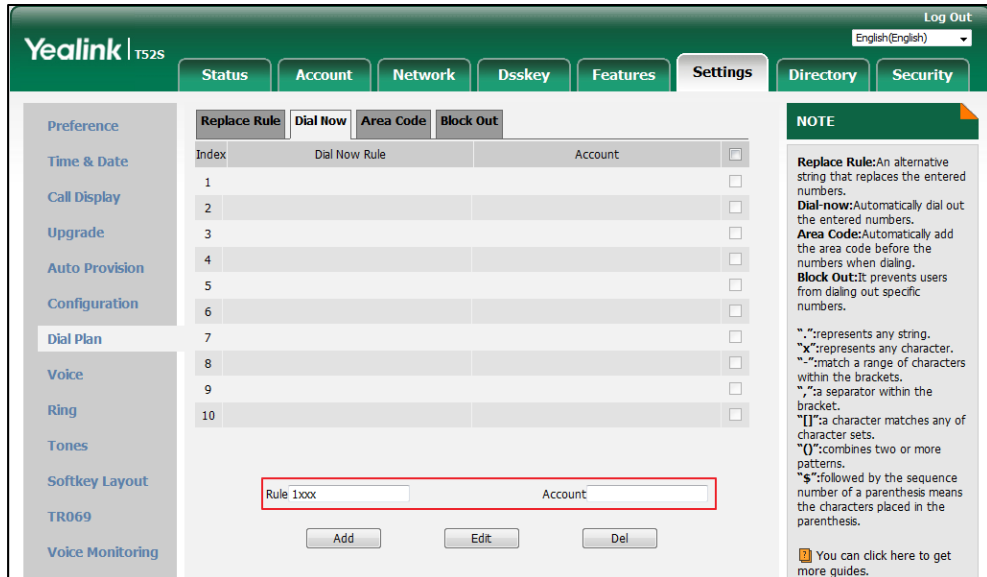 Log Out
English(English)
Yealink T52S
Status Account Network Dsskey Features Settings Directory Security
Preference
Time & Date
Call Display
Upgrade
Auto Provision
Configuration
Dial Plan
Voice
Ring
Tones
Softkey Layout
TR069
Voice Monitoring
Replace Rule Dial Now Area Code Block Out
Index Dial Now Rule Account
1
2
3
4
5
6
7
8
9
10
Rule 1xxx Account
Add Edit Del
NOTE
Replace Rule:An alternative
string that replaces the entered
numbers.
Dial-now:Automatically dial out
the entered numbers.
Area Code:Automatically add
the area code before the
numbers when dialing.
Block Out:It prevents users
from dialing out specific
numbers.
".":represents any string.
"x":represents any character.
"-":match a range of characters
within the brackets.
",":a separator within the
bracket.
"[]":a character matches any of
character sets.
"()":combines two or more
patterns.
"$":followed by the sequence
number of a parenthesis means
the characters placed in the
parenthesis.
You can click here to get
more guides.